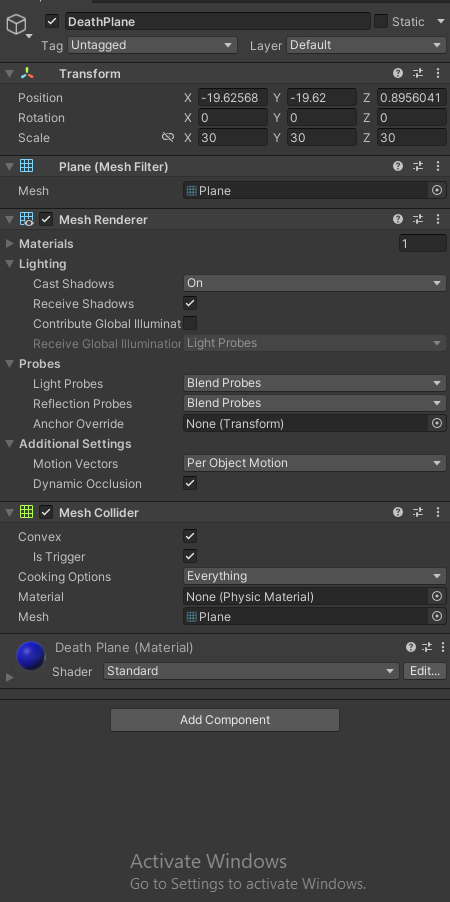 DeathPlane Static
Tag Untagged Layer Default
Transform
Position X -19.62568 Y -19.62 Z 0.8956041
Rotation X 0 Y 0 Z 0
Scale X 30 Y 30 Z 30
Plane (Mesh Filter)
Mesh Plane
Mesh Renderer
Materials 1
Lighting
Cast Shadows On
Receive Shadows
Contribute Global Illuminat
Receive Global Illumination Light Probes
Probes
Light Probes Blend Probes
Reflection Probes Blend Probes
Anchor Override None (Transform)
Additional Settings
Motion Vectors Per Object Motion
Dynamic Occlusion
Mesh Collider
Convex
Is Trigger
Cooking Options Everything
Material None (Physic Material)
Mesh Plane
Death Plane (Material)
Shader Standard Edit...
Add Component
Activate Windows
Go to Settings to activate Windows.